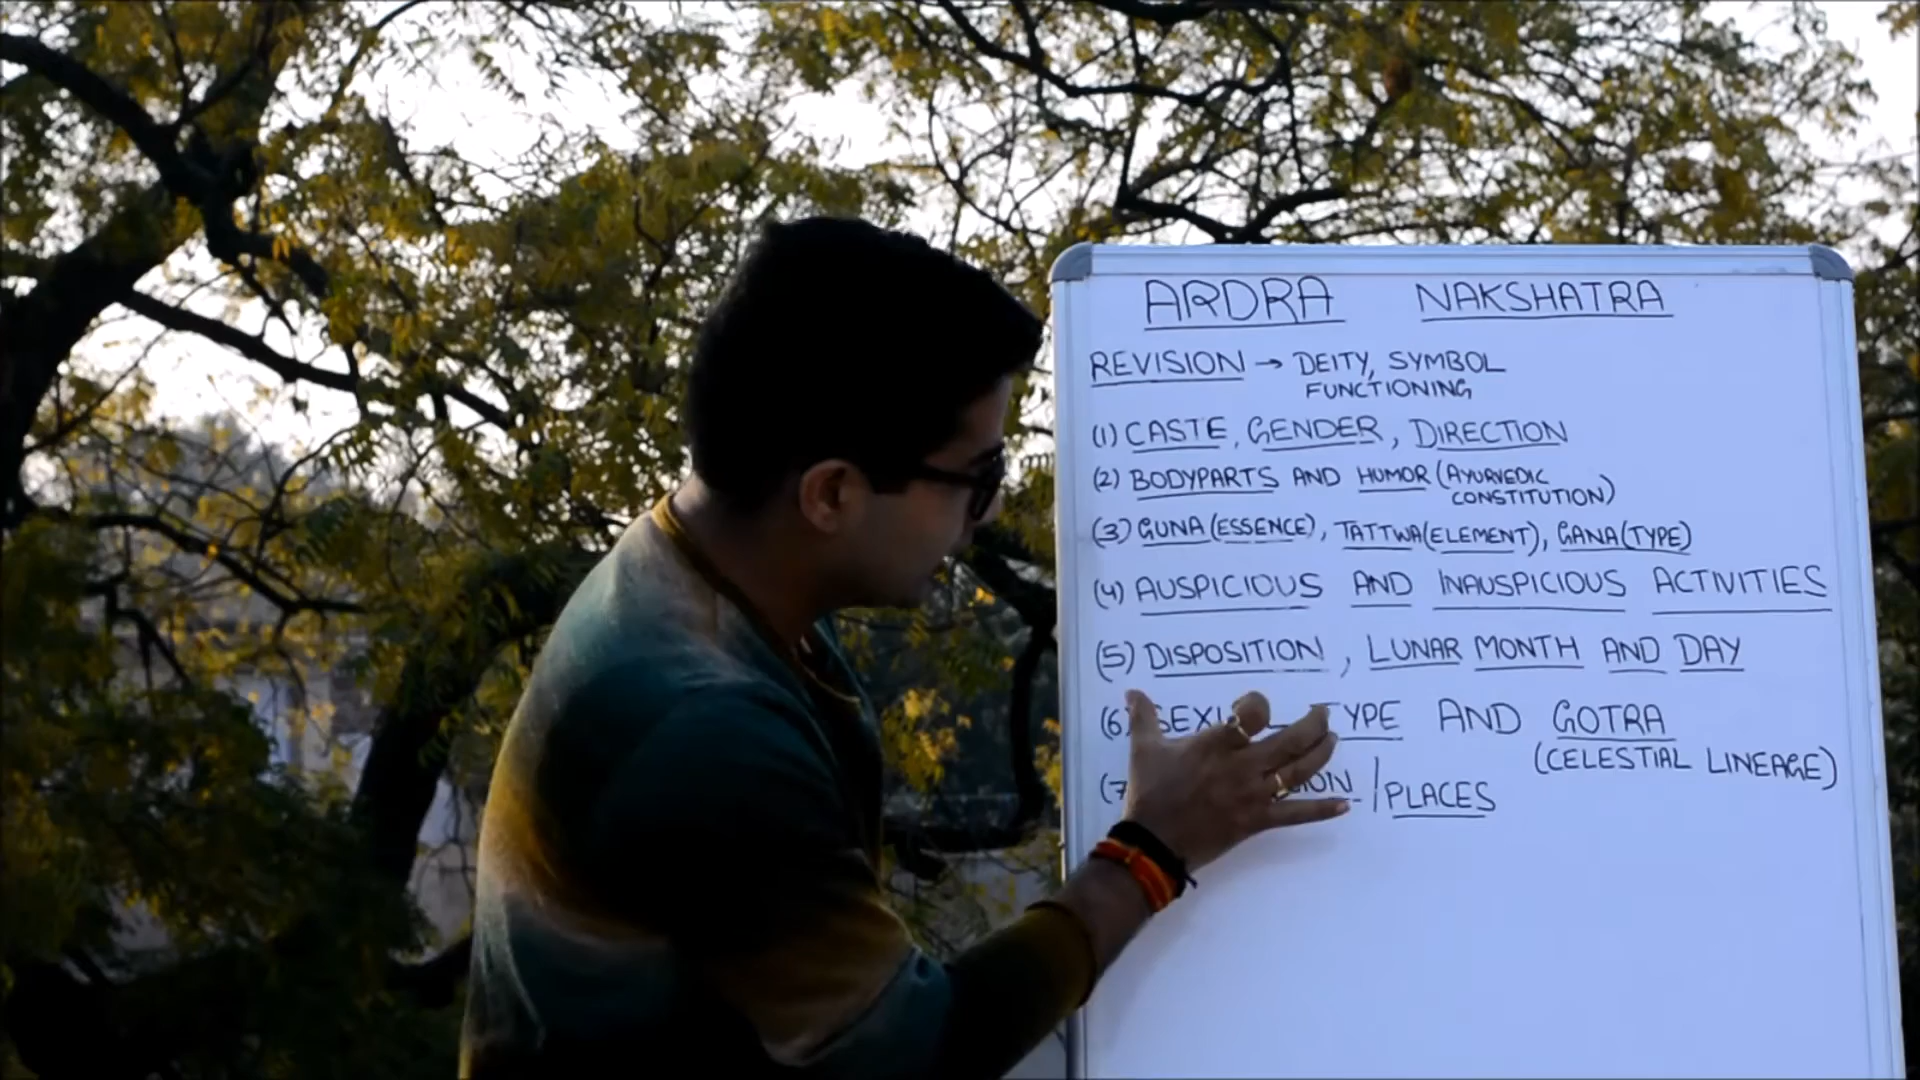 ARDRA NAKSHATRA
REVISION → DEITY, SYMBOL
FUNCTIONING
(1) CASTE, GENDER, DIRECTION
(2) BODYPARTS AND HUMOR (AYURVEDIC
CONSTITUTION)
(3) GUNA (ESSENCE), TATTWA (ELEMENT), GANA (TYPE)
(4) AUSPICIOUS AND INAUSPICIOUS ACTIVITIES
(5) DISPOSITION, LUNAR MONTH AND DAY
(6) TYPE AND GOTRA
(CELESTIAL LINEAGE)
(7 / PLACES